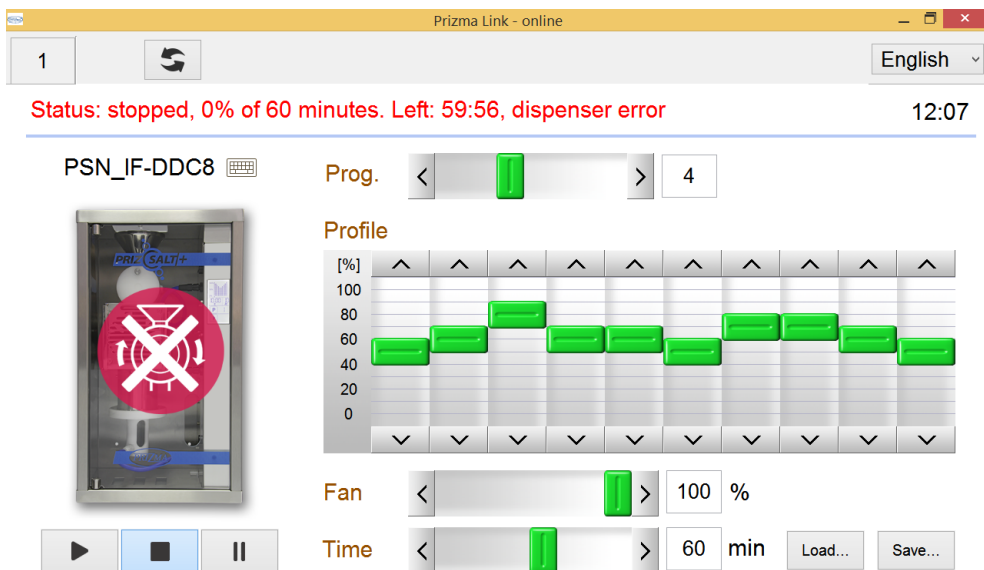 Prizma Link - online
1
English
Status: stopped, 0% of 60 minutes. Left: 59:56, dispenser error
12:07
PSN_IF-DDC8
Prog.
4
Profile
[%]
100
80
60
40
20
0
SALT+
Fan
100 %
Time
60 min
Load...
Save...